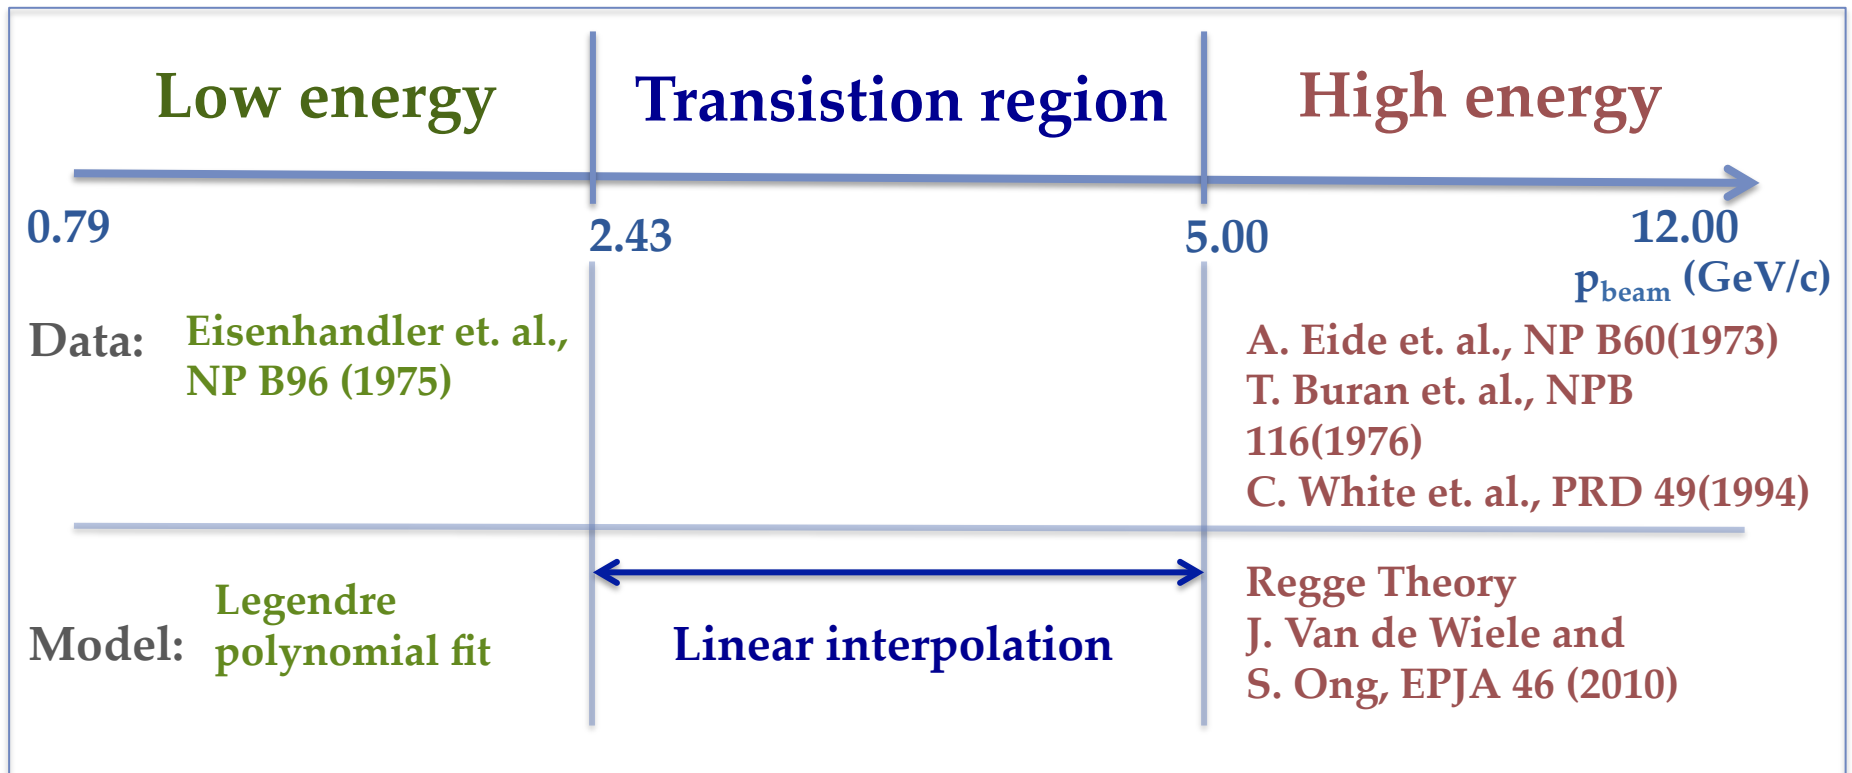 Low energy
Transistion region
High energy
0.79
2.43
5.00
12.00
p_beam (GeV/c)
Data:
Eisenhandler et. al.,
NP B96 (1975)
A. Eide et. al., NP B60(1973)
T. Buran et. al., NPB
116(1976)
C. White et. al., PRD 49(1994)
Model:
Legendre
polynomial fit
Linear interpolation
Regge Theory
J. Van de Wiele and
S. Ong, EPJA 46 (2010)